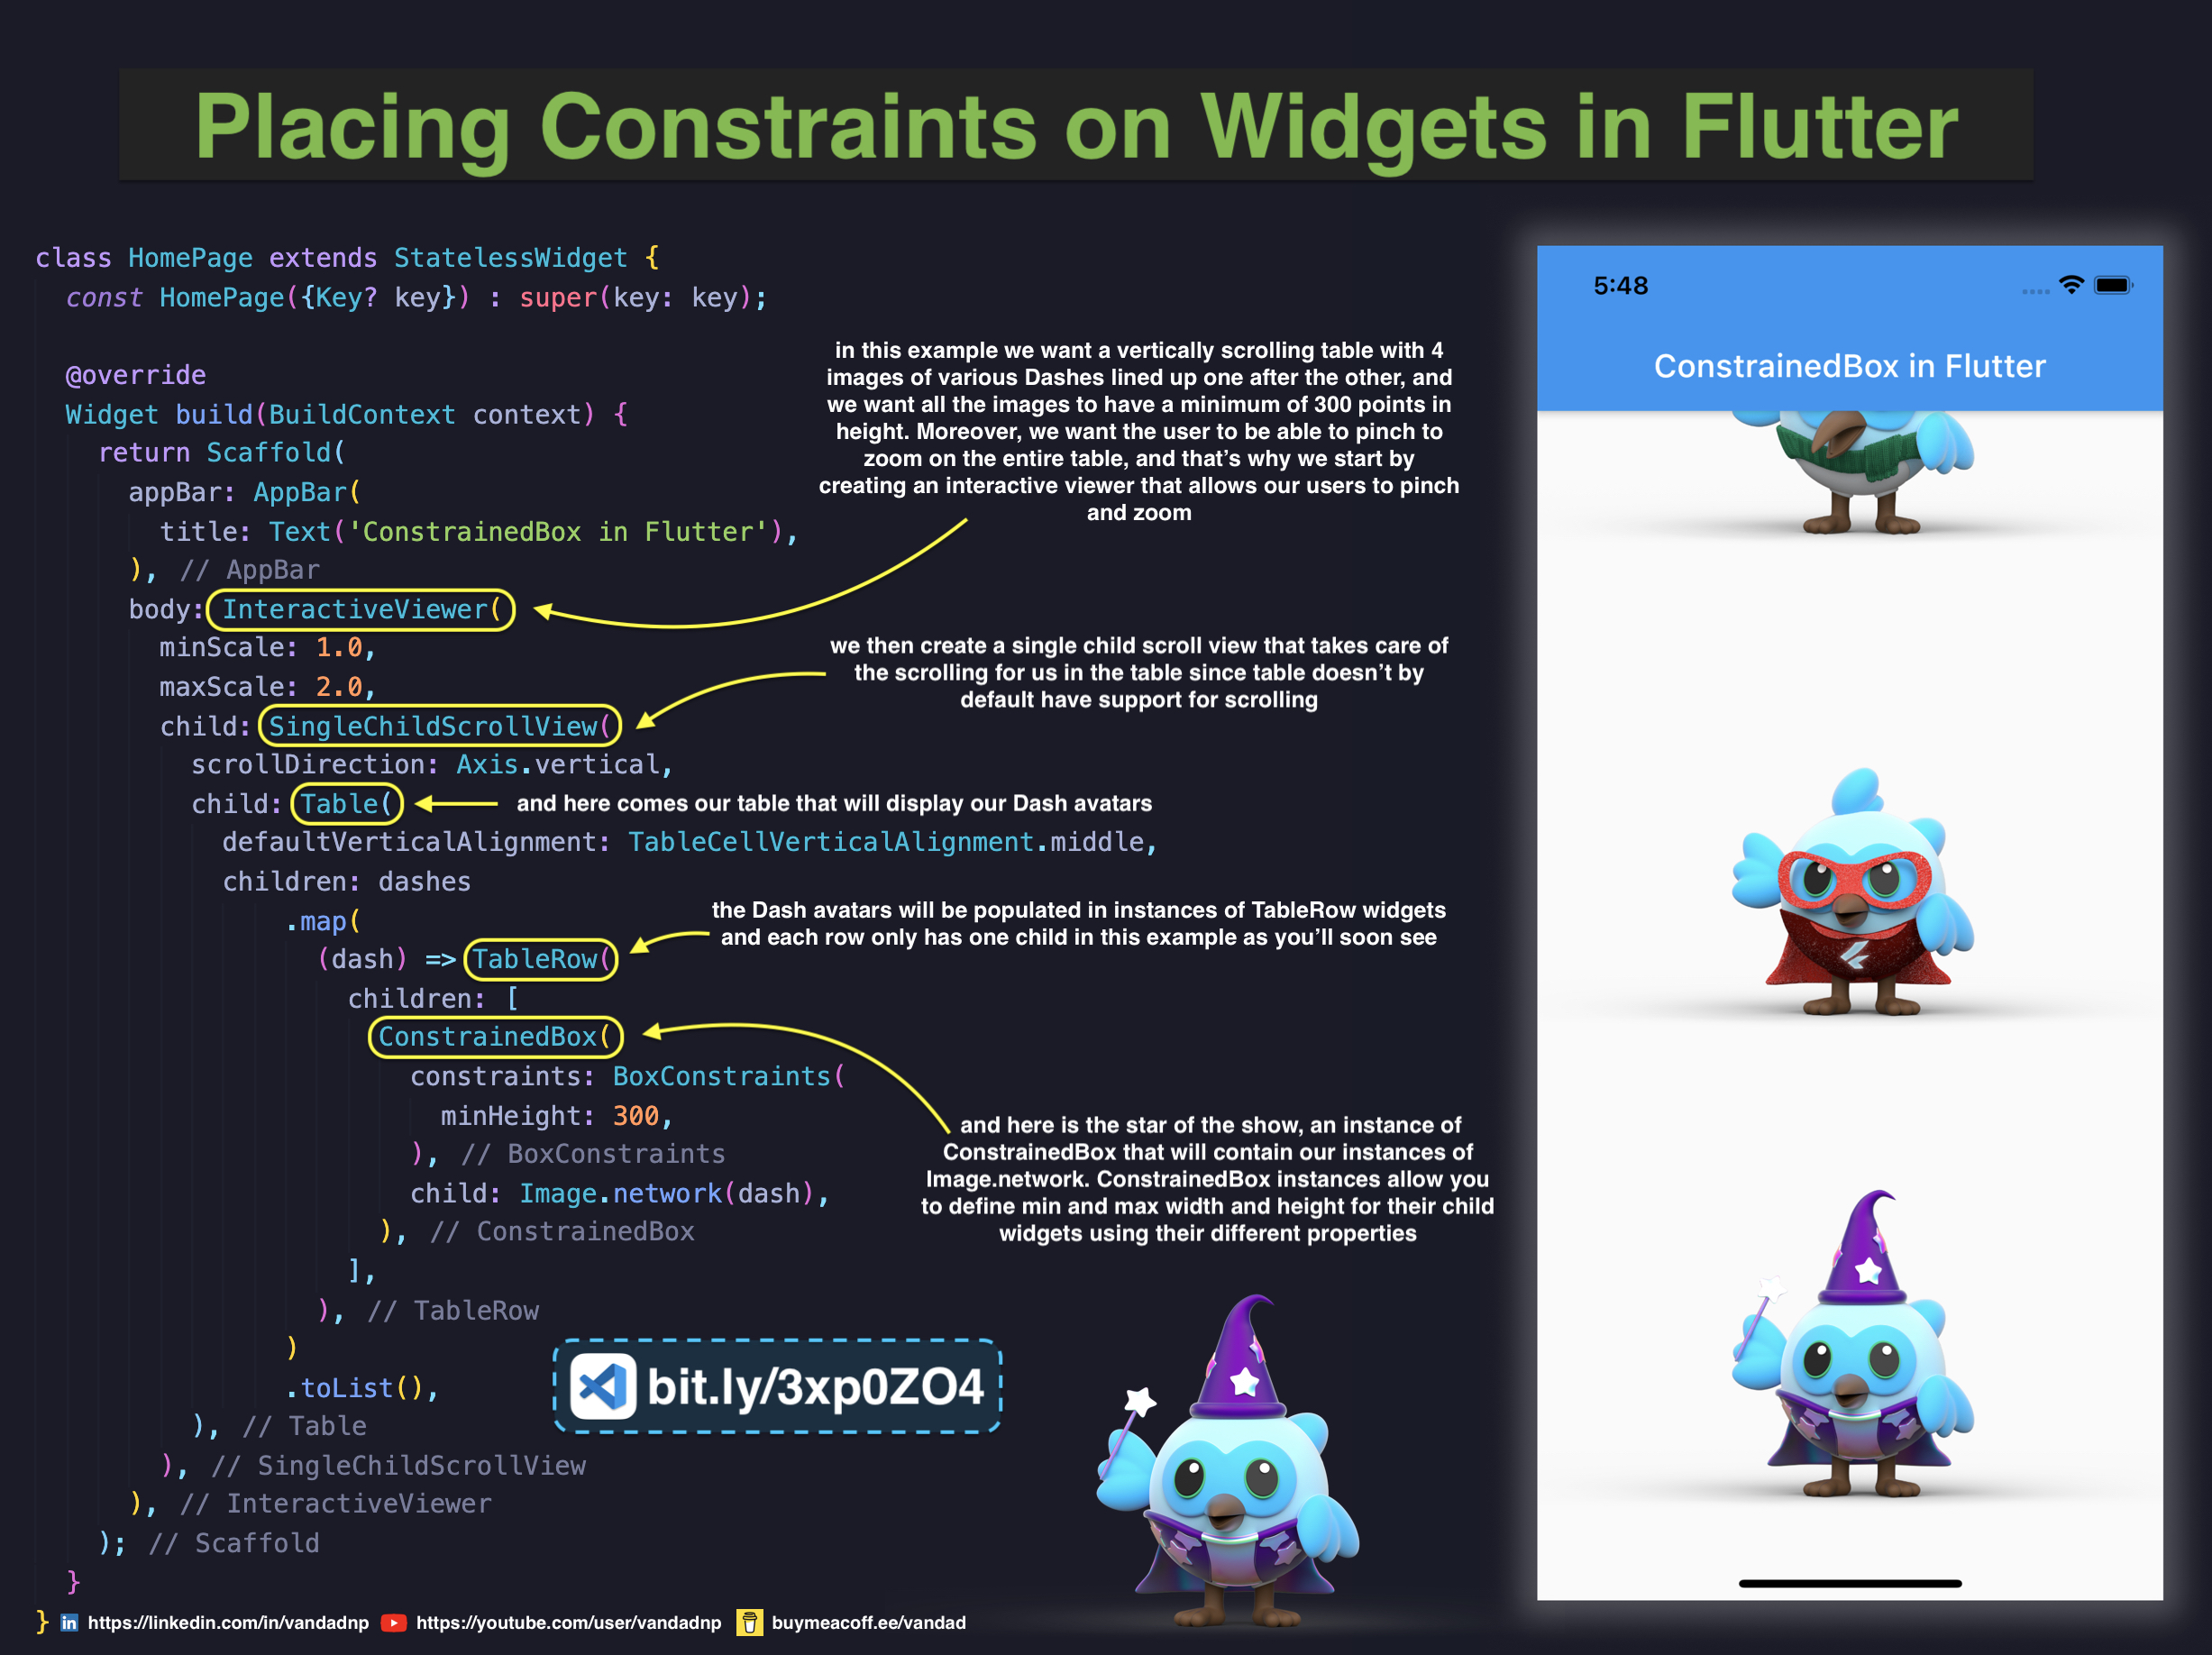 Placing Constraints on Widgets in Flutter
class HomePage extends StatelessWidget {
const HomePage({Key? key}) : super(key: key);
@override
Widget build(BuildContext context) {
return Scaffold(
appBar: AppBar(
title: Text('ConstrainedBox in Flutter'),
), // AppBar
body: InteractiveViewer(
minScale: 1.0,
maxScale: 2.0,
child: SingleChildScrollView(
scrollDirection: Axis.vertical,
child: Table(
defaultVerticalAlignment: TableCellVerticalAlignment.middle,
children: dashes
.map(
(dash) => TableRow(
children: [
ConstrainedBox(
constraints: BoxConstraints(
minHeight: 300,
), // BoxConstraints
child: Image.network(dash),
), // ConstrainedBox
],
), // TableRow
)
.toList(),
), // Table
), // SingleChildScrollView
), // InteractiveViewer
); // Scaffold
}
}
in this example we want a vertically scrolling table with 4
images of various Dashes lined up one after the other, and
we want all the images to have a minimum of 300 points in
height. Moreover, we want the user to be able to pinch to
zoom on the entire table, and that’s why we start by
creating an interactive viewer that allows our users to pinch
and zoom
we then create a single child scroll view that takes care of
the scrolling for us in the table since table doesn’t by
default have support for scrolling
and here comes our table that will display our Dash avatars
the Dash avatars will be populated in instances of TableRow widgets
and each row only has one child in this example as you’ll soon see
and here is the star of the show, an instance of
ConstrainedBox that will contain our instances of
Image.network. ConstrainedBox instances allow you
to define min and max width and height for their child
widgets using their different properties
bit.ly/3xp0ZO4
https://linkedin.com/in/vandadnp
https://youtube.com/user/vandadnp
buymeacoff.ee/vandad
5:48
ConstrainedBox in Flutter